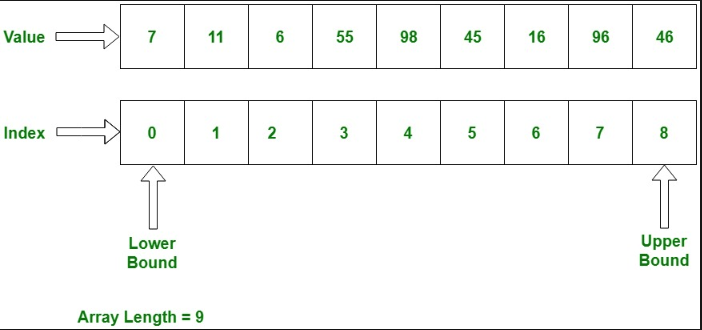 Value 7 11 6 55 98 45 16 96 46
Index 0 1 2 3 4 5 6 7 8
Lower
Bound
Upper
Bound
Array Length = 9